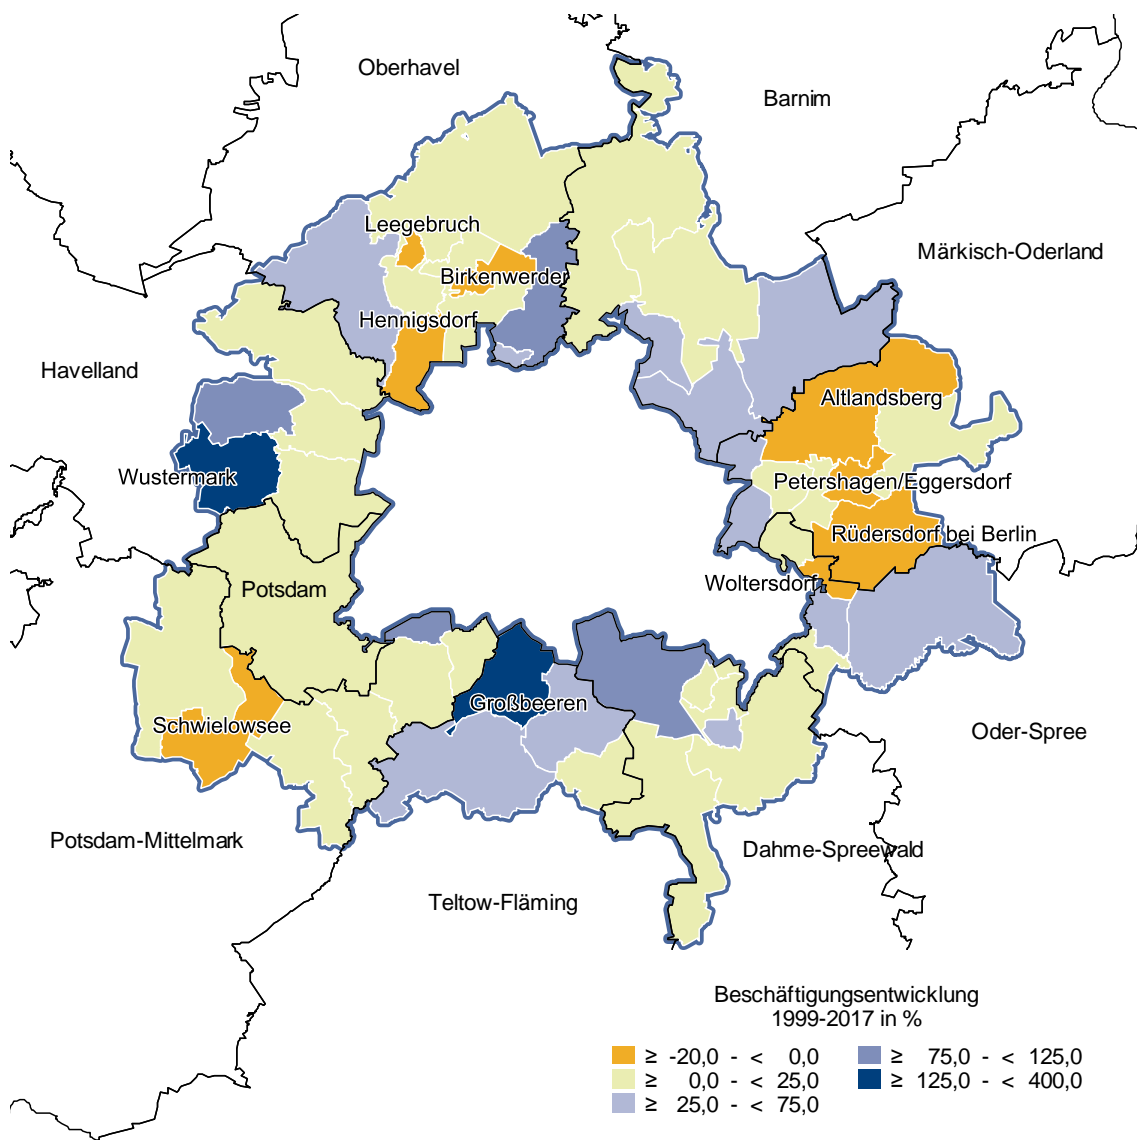 Oberhavel
Barnim
Leegebruch
Märkisch-Oderland
Birkenwerder
Hennigsdorf
Havelland
Altlandsberg
Wustermark
Petershagen/Eggersdorf
Rüdersdorf bei Berlin
Woltersdorf
Potsdam
Großbeeren
Schwielowsee
Oder-Spree
Potsdam-Mittelmark
Dahme-Spreewald
Teltow-Fläming
Beschäftigungsentwicklung
1999-2017 in %
≥ -20,0 - < 0,0
≥ 0,0 - < 25,0
≥ 25,0 - < 75,0
≥ 75,0 - < 125,0
≥ 125,0 - < 400,0